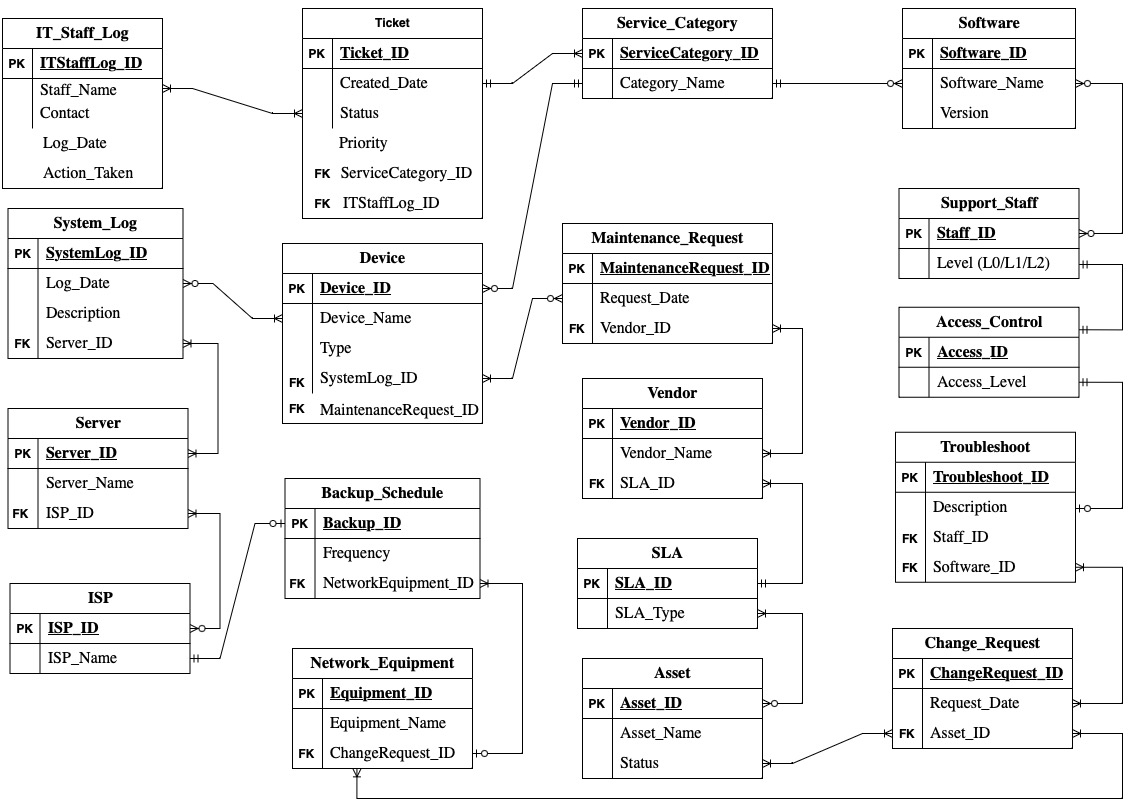 IT_Staff_Log
PK ITStaffLog_ID
Staff_Name
Contact
Log_Date
Action_Taken
Ticket
PK Ticket_ID
Created_Date
Status
Priority
FK ServiceCategory_ID
FK ITStaffLog_ID
Service_Category
PK ServiceCategory_ID
Category_Name
Software
PK Software_ID
Software_Name
Version
System_Log
PK SystemLog_ID
Log_Date
Description
FK Server_ID
Device
PK Device_ID
Device_Name
Type
FK SystemLog_ID
FK MaintenanceRequest_ID
Maintenance_Request
PK MaintenanceRequest_ID
Request_Date
FK Vendor_ID
Support_Staff
PK Staff_ID
Level (L0/L1/L2)
Access_Control
PK Access_ID
Access_Level
Server
PK Server_ID
Server_Name
FK ISP_ID
Backup_Schedule
PK Backup_ID
Frequency
FK NetworkEquipment_ID
Vendor
PK Vendor_ID
Vendor_Name
FK SLA_ID
Troubleshoot
PK Troubleshoot_ID
Description
FK Staff_ID
FK Software_ID
ISP
PK ISP_ID
ISP_Name
SLA
PK SLA_ID
SLA_Type
Network_Equipment
PK Equipment_ID
Equipment_Name
FK ChangeRequest_ID
Asset
PK Asset_ID
Asset_Name
Status
Change_Request
PK ChangeRequest_ID
Request_Date
FK Asset_ID